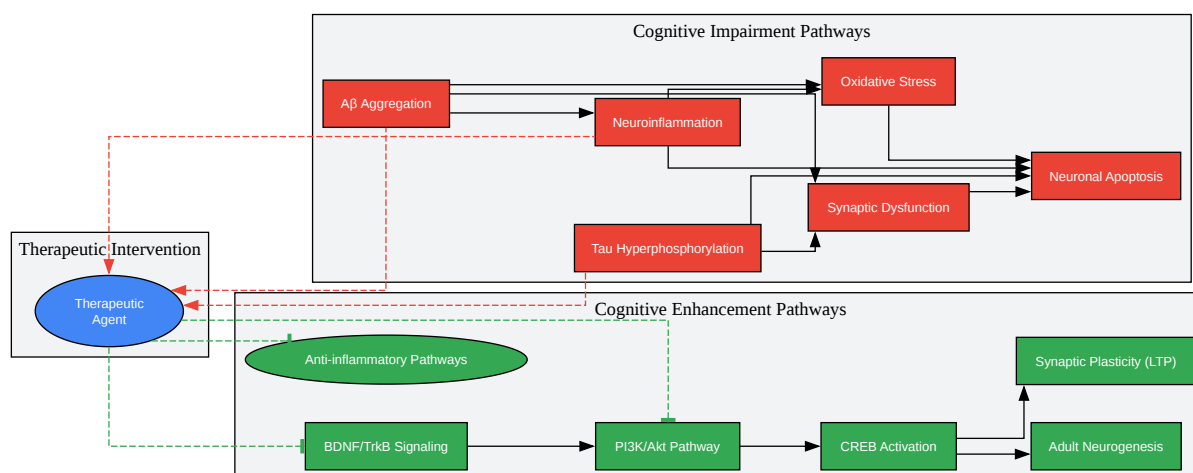 Cognitive Impairment Pathways
Aβ Aggregation
Oxidative Stress
Neuroinflammation
Neuronal Apoptosis
Synaptic Dysfunction
Tau Hyperphosphorylation
Therapeutic Intervention
Therapeutic
Agent
Cognitive Enhancement Pathways
Anti-inflammatory Pathways
Synaptic Plasticity (LTP)
BDNF/TrkB Signaling
PI3K/Akt Pathway
CREB Activation
Adult Neurogenesis